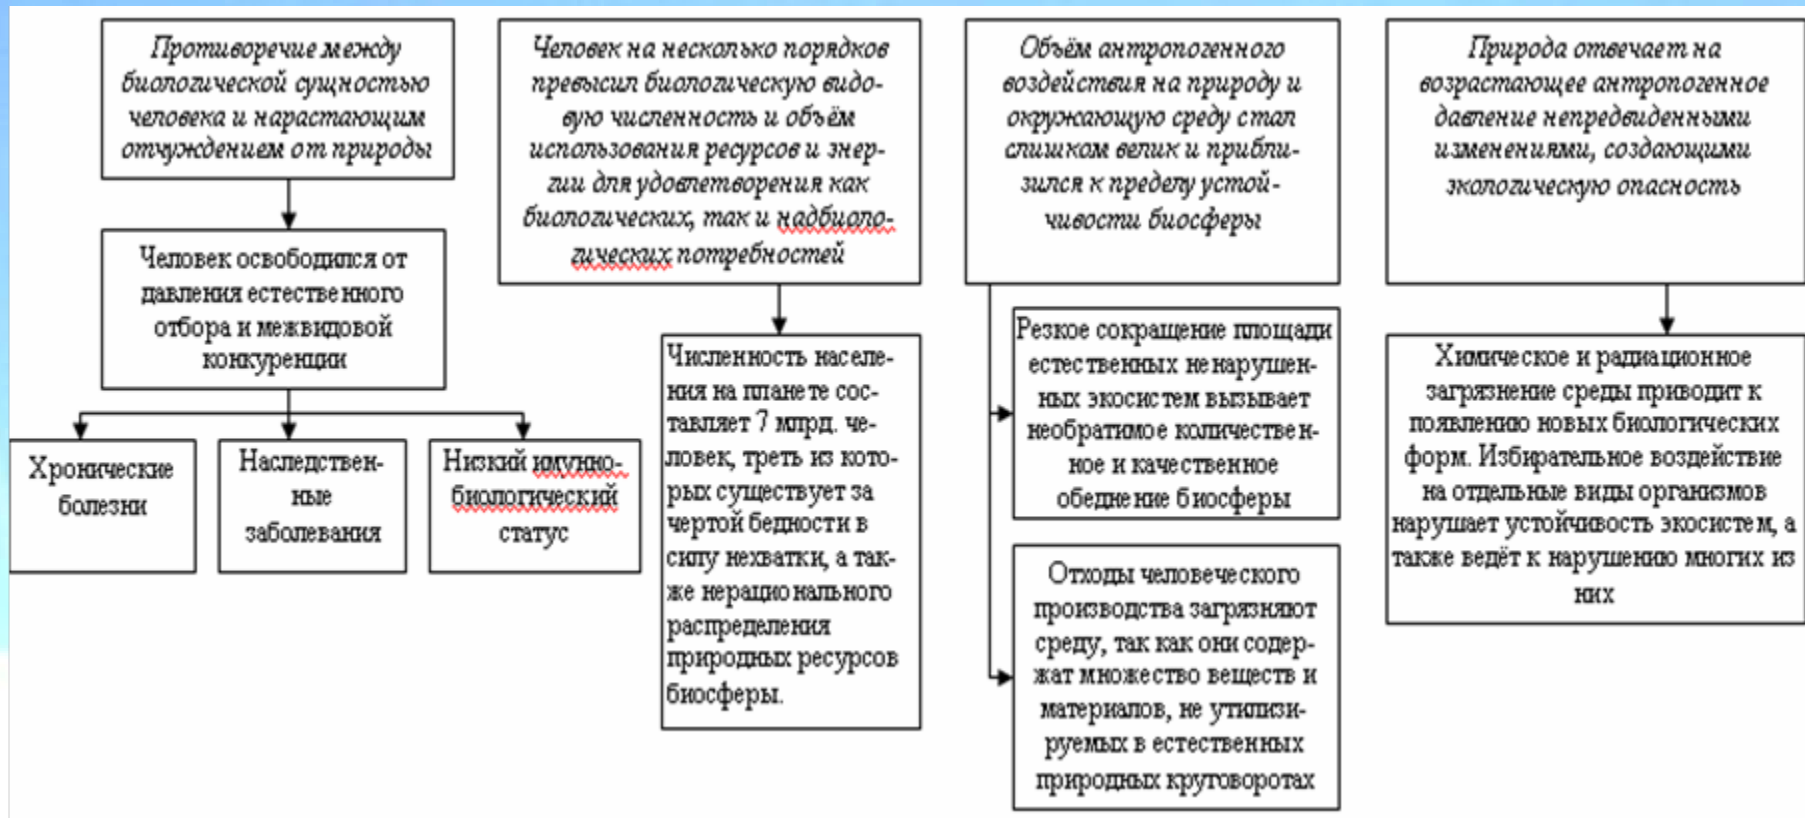 Противоречие между
биологической сущностью
человека и нарастающим
отчуждением от природы
Человек освободился от
давления естественного
отбора и межвидовой
конкуренции
Хронические
болезни
Наследствен-
ные
заболевания
Низкий имунно-
биологический
статус
Человек на несколько порядков
превысил биологическую видо-
вую численность и объём
использования ресурсов и энер-
гии для удовлетворения как
биологических, так и надбиоло-
гических потребностей
Численность населе-
ния на планете сос-
тавляет 7 млрд. че-
ловек, треть из кото-
рых существует за
чертой бедности в
силу нехватки, а так-
же нерационального
распределения
природных ресурсов
биосферы.
Объём антропогенного
воздействия на природу и
окружающую среду стал
слишком велик и прибли-
зился к пределу устой-
чивости биосферы
Резкое сокращение площади
естественных ненарушен-
ных экосистем вызывает
необратимое количествен-
ное и качественное
обеднение биосферы
Отходы человеческого
производства загрязняют
среду, так как они содер-
жат множество веществ и
материалов, не утилизи-
руемых в естественных
природных круговоротах
Природа отвечает на
возрастающее антропогенное
давление непредвиденными
изменениями, создающими
экологическую опасность
Химическое и радиационное
загрязнение среды приводит к
появлению новых биологических
форм. Избирательное воздействие
на отдельные виды организмов
нарушает устойчивость экосистем, а
также ведёт к нарушению многих из
них